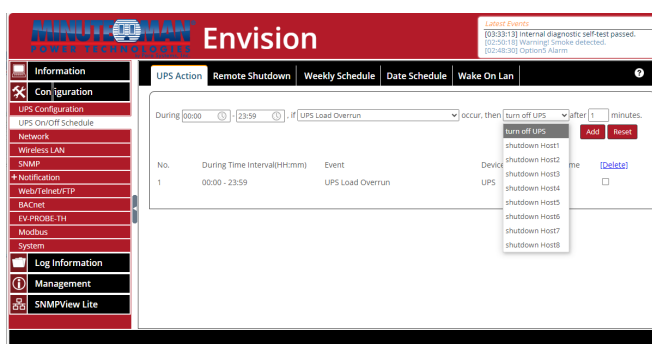 MINUTEMAN
POWER TECHNOLOGIES
Envision
Latest Events
[03:33:13] Internal diagnostic self-test passed.
[02:50:18] Warning! Smoke detected.
[02:48:30] Option5 Alarm
Information
Configuration
UPS Configuration
UPS On/Off Schedule
Network
Wireless LAN
SNMP
+ Notification
Web/Telnet/FTP
BACnet
EV-PROBE-TH
Modbus
System
Log Information
Management
SNMPView Lite
UPS Action Remote Shutdown Weekly Schedule Date Schedule Wake On Lan ?
During 00:00 - 23:59 , if UPS Load Overrun occur, then turn off UPS after 1 minutes.
Add Reset
turn off UPS
shutdown Host1
shutdown Host2
shutdown Host3
shutdown Host4
shutdown Host5
shutdown Host6
shutdown Host7
shutdown Host8
No. During Time Interval(HH:mm) Event Device me [Delete]
1 00:00 - 23:59 UPS Load Overrun UPS